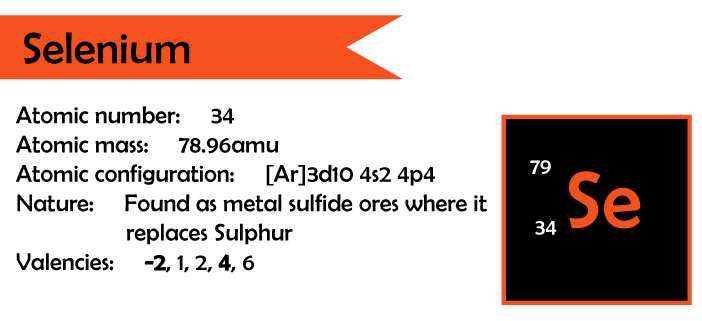 Selenium
Atomic number: 34
Atomic mass: 78.96amu
Atomic configuration: [Ar]3d10 4s2 4p4
Nature: Found as metal sulfide ores where it
replaces Sulphur
Valencies: -2, 1, 2, 4, 6
79
34
Se